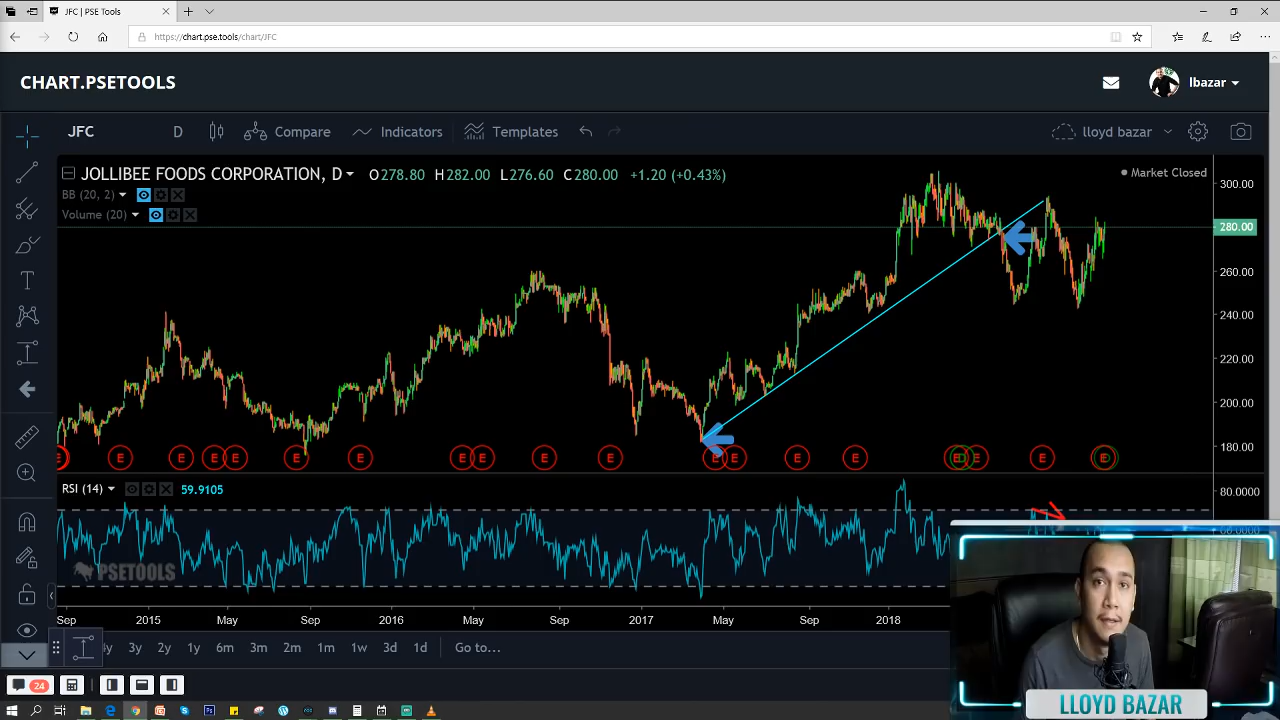 JFC | PSE Tools
https://chart.pse.tools/chart/JFC
CHART.PSETOOLS
lbazar
JFC
D
Compare
Indicators
Templates
lloyd bazar
JOLLIBEE FOODS CORPORATION, D
O278.80 H282.00 L276.60 C280.00 +1.20 (+0.43%)
Market Closed
BB (20, 2)
Volume (20)
300.00
280.00
260.00
240.00
220.00
200.00
180.00
E E E E E E E E E E E E E E E D E E E
RSI (14) 59.9105
80.0000
PSETOOLS
Sep 2015 May Sep 2016 May Sep 2017 May Sep 2018
3y 2y 1y 6m 3m 2m 1m 1w 3d 1d Go to...
24
LLOYD BAZAR